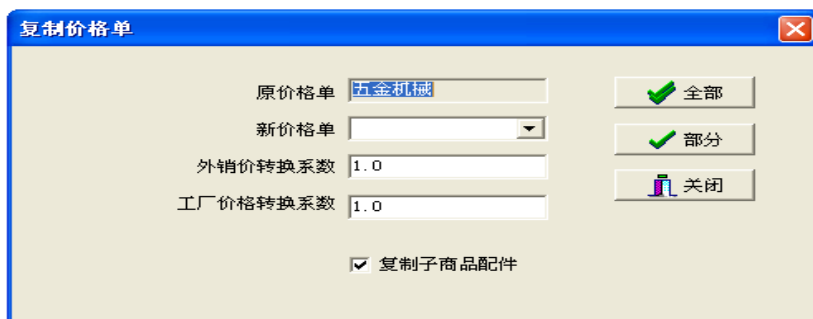 复制价格单
原价格单 五金机械 全部
新价格单 部分
外销价转换系数 1.0
关闭
工厂价格转换系数 1.0
复制子商品配件